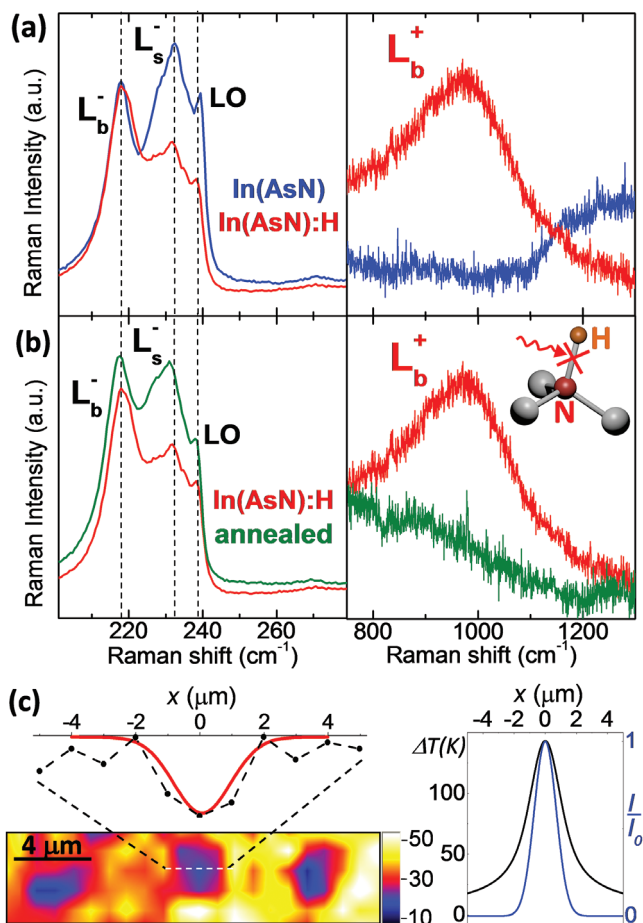 (a)
L_b^-
L_s^-
LO
In(AsN)
In(AsN):H
L_b^+
Raman Intensity (a.u.)
(b)
L_b^-
L_s^-
LO
In(AsN):H
annealed
L_b^+
H
N
Raman Intensity (a.u.)
220 240 260
800 1000 1200
Raman shift (cm^-1)
Raman shift (cm^-1)
(c)
x (μm)
-4 -2 0 2 4
4 μm
-50
-30
-10
x (μm)
-4 0 4
ΔT(K)
100
50
0
1
I/I_0
0